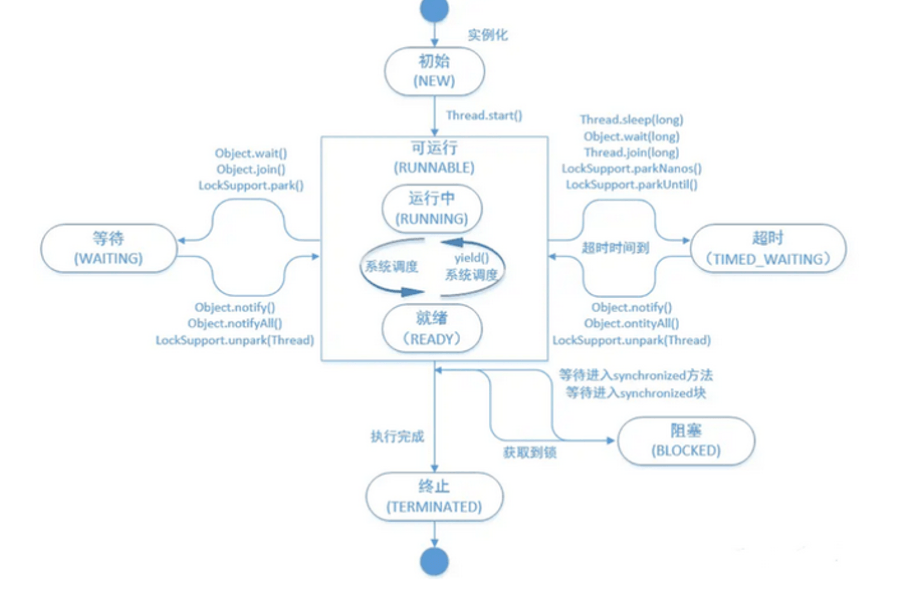 实例化
初始
(NEW)
Thread.start()
Object.wait()
Object.join()
LockSupport.park()
Thread.sleep(long)
Object.wait(long)
Thread.join(long)
LockSupport.parkNanos()
LockSupport.parkUntil()
可运行
(RUNNABLE)
运行中
(RUNNING)
等待
(WAITING)
系统调度
yield()
系统调度
超时时间到
超时
（TIMED_WAITING）
就绪
（READY）
Object.notify()
Object.notifyAll()
LockSupport.unpark(Thread)
Object.notify()
Object.ontityAll()
LockSupport.unpark(Thread)
等待进入synchronized方法
等待进入synchronized块
执行完成
获取到锁
阻塞
(BLOCKED)
终止
(TERMINATED)